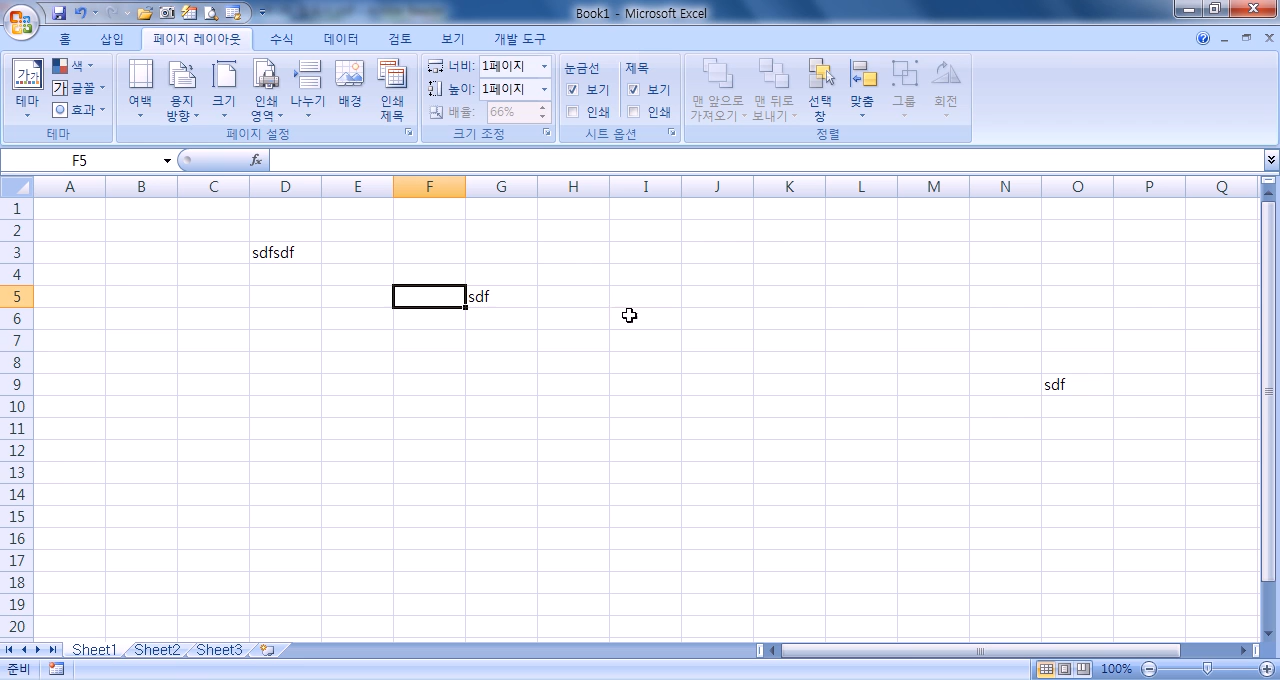 Book1 - Microsoft Excel
홈 삽입 페이지 레이아웃 수식 데이터 검토 보기 개발 도구
테마
색
글꼴
효과
테마
여백
용지 방향
크기
인쇄 영역
나누기
배경
인쇄 제목
페이지 설정
너비: 1페이지
높이: 1페이지
배율: 66%
크기 조정
눈금선
보기
인쇄
제목
보기
인쇄
시트 옵션
맨 앞으로 가져오기
맨 뒤로 보내기
선택 창
맞춤
그룹
회전
정렬
F5 fx
A B C D E F G H I J K L M N O P Q
1
2
3 sdfsdf
4
5 sdf
6
7
8
9 sdf
10
11
12
13
14
15
16
17
18
19
20
Sheet1 Sheet2 Sheet3
준비 100%